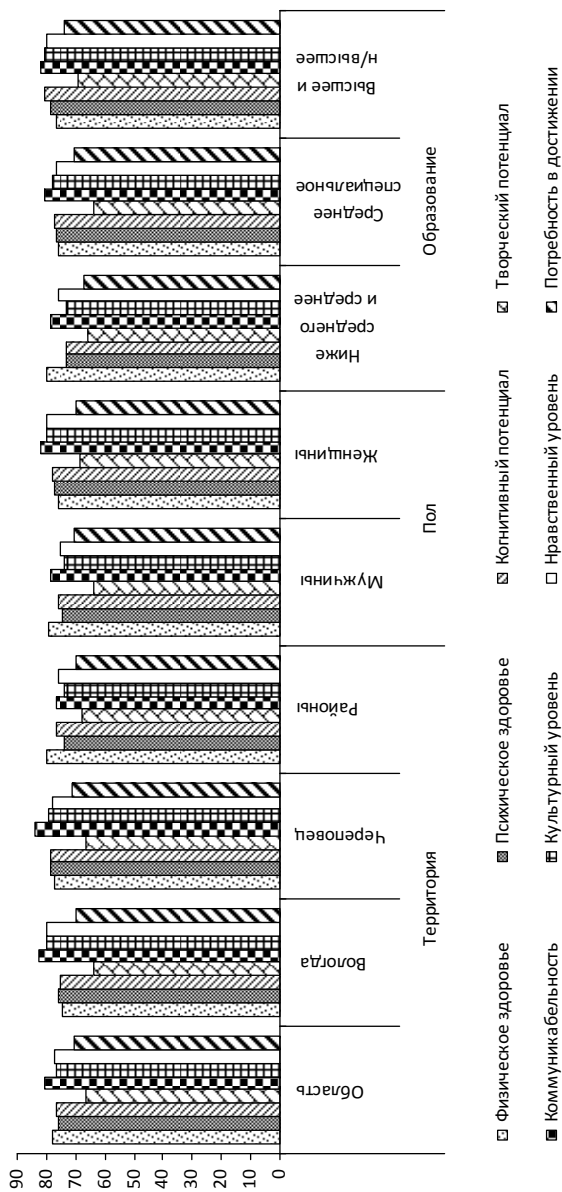 90
80
70
60
50
40
30
20
10
0
Область
Вологда
Череповец
Районы
Мужчины
Женщины
Ниже
среднего
и среднее
Среднее
специальное
Высшее и
н/высшее
Территория
Пол
Образование
Физическое здоровье
Психическое здоровье
Когнитивный потенциал
Творческий потенциал
Коммуникабельность
Культурный уровень
Нравственный уровень
Потребность в достижении